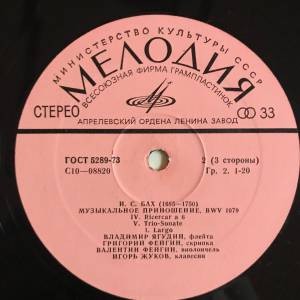 МИНИСТЕРСТВО КУЛЬТУРЫ СССР
МЕЛОДИЯ
ВСЕСОЮЗНАЯ ФИРМА ГРАМПЛАСТИНОК
СТЕРЕО
33
АПРЕЛЕВСКИЙ ОРДЕНА ЛЕНИНА ЗАВОД
ГОСТ 5289-73
2 (3 стороны)
С10—08820
Гр. 2. 1-20
И. С. БАХ (1685—1750)
МУЗЫКАЛЬНОЕ ПРИНОШЕНИЕ, BWV 1079
IV. Ricercar a 6
V. Trio-Sonate
1. Largo
ВЛАДИМИР ЯГУДИН, флейта
ГРИГОРИЙ ФЕЙГИН, скрипка
ВАЛЕНТИН ФЕЙГИН, виолончель
ИГОРЬ ЖУКОВ, клавесин